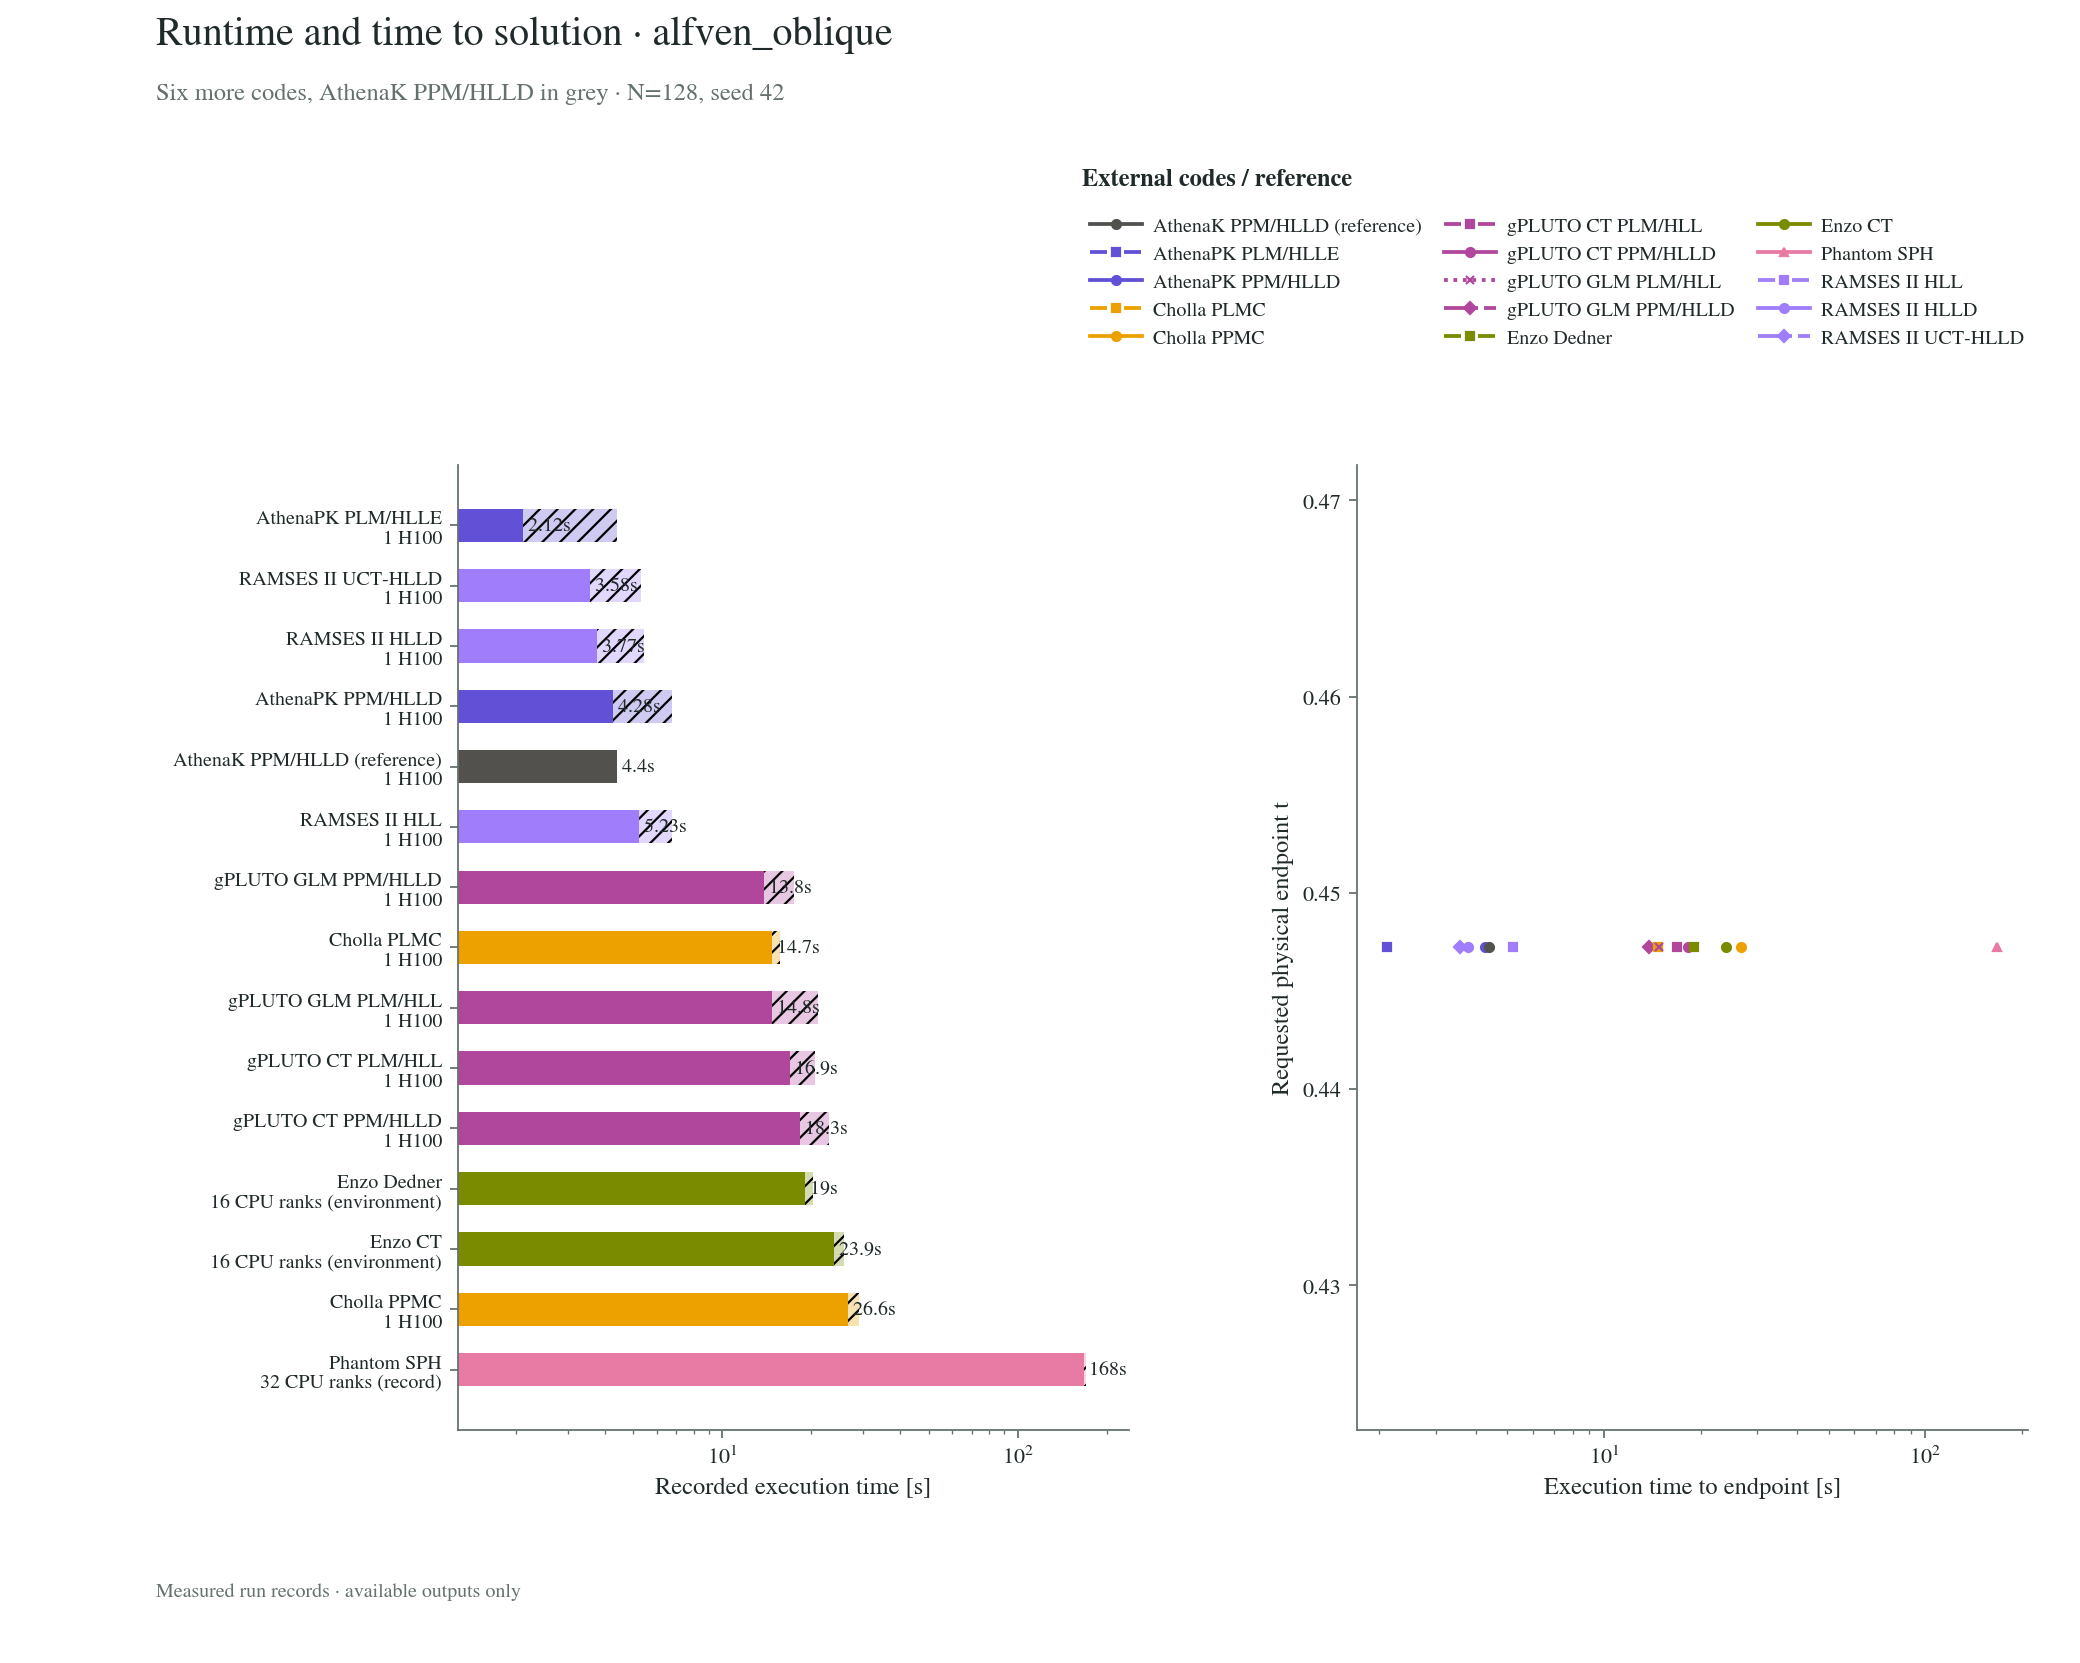 Runtime and time to solution · alfven_oblique
Six more codes, AthenaK PPM/HLLD in grey · N=128, seed 42
External codes / reference
AthenaK PPM/HLLD (reference)
AthenaPK PLM/HLLE
AthenaPK PPM/HLLD
Cholla PLMC
Cholla PPMC
gPLUTO CT PLM/HLL
gPLUTO CT PPM/HLLD
gPLUTO GLM PLM/HLL
gPLUTO GLM PPM/HLLD
Enzo Dedner
Enzo CT
Phantom SPH
RAMSES II HLL
RAMSES II HLLD
RAMSES II UCT-HLLD
AthenaPK PLM/HLLE
1 H100
2.12s
RAMSES II UCT-HLLD
1 H100
3.58s
RAMSES II HLLD
1 H100
3.77s
AthenaPK PPM/HLLD
1 H100
4.28s
AthenaK PPM/HLLD (reference)
1 H100
4.4s
RAMSES II HLL
1 H100
5.23s
gPLUTO GLM PPM/HLLD
1 H100
13.8s
Cholla PLMC
1 H100
14.7s
gPLUTO GLM PLM/HLL
1 H100
14.8s
gPLUTO CT PLM/HLL
1 H100
16.9s
gPLUTO CT PPM/HLLD
1 H100
18.3s
Enzo Dedner
16 CPU ranks (environment)
19s
Enzo CT
16 CPU ranks (environment)
23.9s
Cholla PPMC
1 H100
26.6s
Phantom SPH
32 CPU ranks (record)
168s
10¹
10²
Recorded execution time [s]
Requested physical endpoint t
0.47
0.46
0.45
0.44
0.43
10¹
10²
Execution time to endpoint [s]
Measured run records · available outputs only